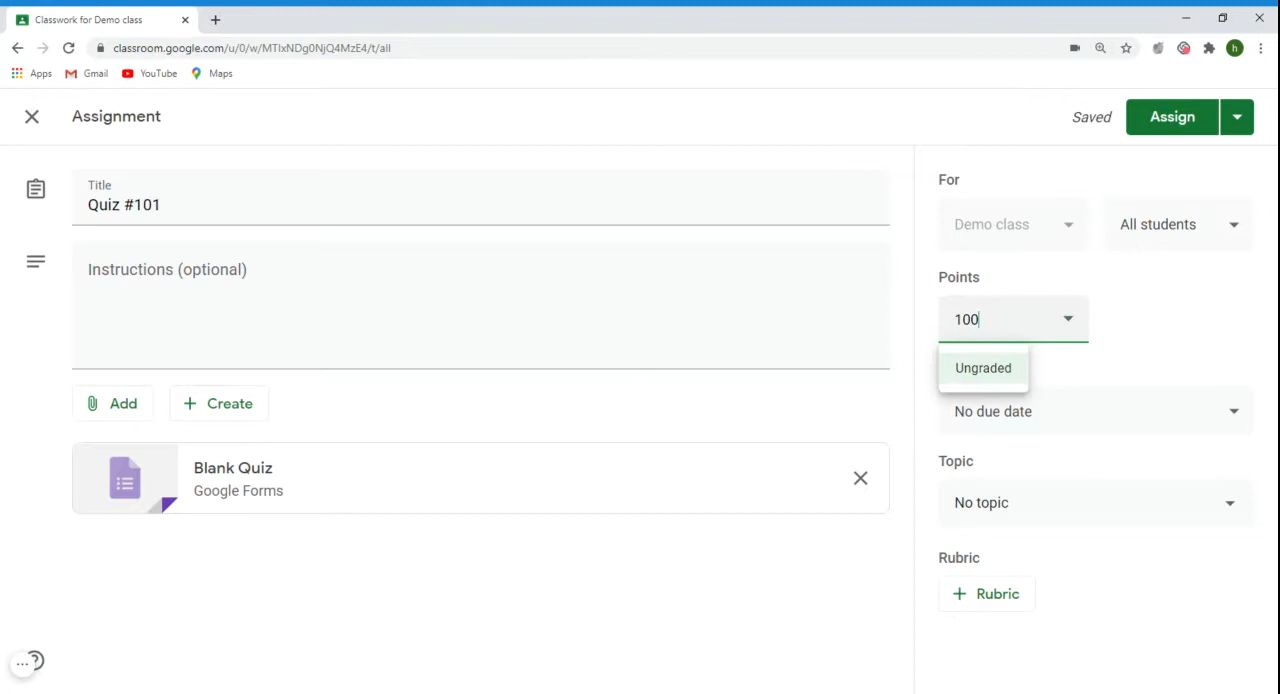 Classwork for Demo class
classroom.google.com/u/0/w/MTIxNDg0NjQ4MzE4/t/all
h
Apps
Gmail
YouTube
Maps
Assignment
Saved
Assign
Title
Quiz #101
Instructions (optional)
Add
Create
Blank Quiz
Google Forms
For
Demo class
All students
Points
100
Ungraded
No due date
Topic
No topic
Rubric
Rubric